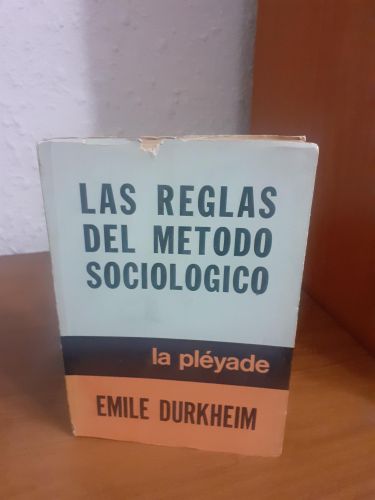 LAS REGLAS
DEL METODO
SOCIOLOGICO
la pléyade
EMILE DURKHEIM